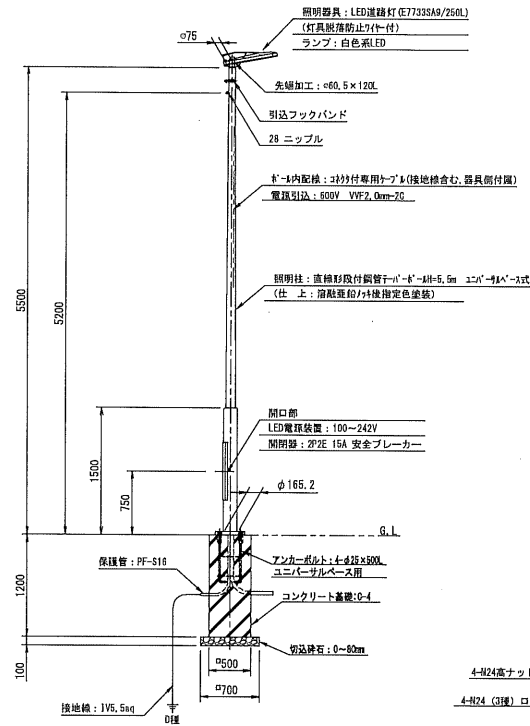 照明器具：LED道路灯(E7733SA9/250L)
(灯具脱落防止ワイヤー付)
ランプ：白色系LED
¤75
先端加工：¤60.5×120L
引込フックバンド
28 ニップル
ポール内配線：コネクタ付専用ケーブル(接地線含む、器具側付属)
電源引込：600V VVF2.0mm-2C
照明柱：直線形段付鋼管テーパーポールH=5.5m ユニバーサルベース式
(仕 上：溶融亜鉛メッキ後指定色塗装)
5500
5200
1500
750
開口部
LED電源装置：100～242V
開閉器：2P2E 15A 安全ブレーカー
φ165.2
G.L
1200
100
保護管：PF-S16
アンカーボルト：4-φ25×500L
ユニバーサルベース用
コンクリート基礎：C-4
切込砕石：0～80mm
□500
□700
接地線：IV5.5sq
D種
4-M24高ナット
4-M24 (3種) ロ